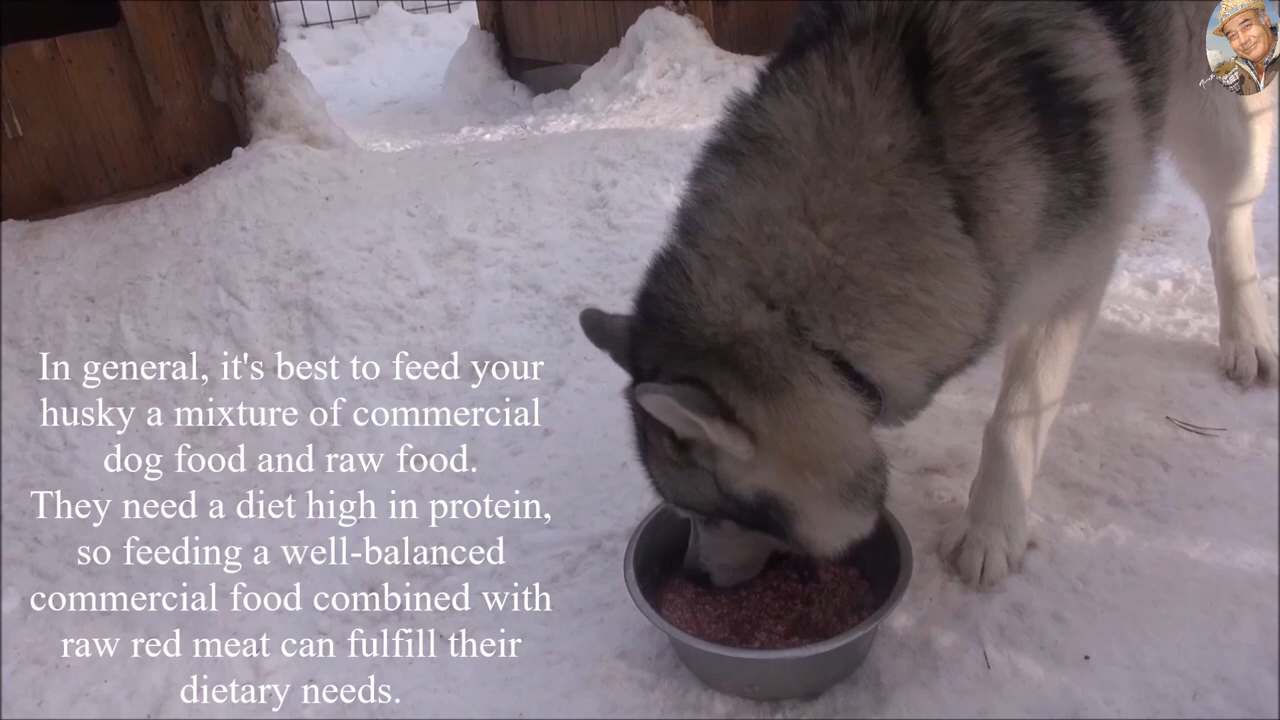 In general, it's best to feed your
husky a mixture of commercial
dog food and raw food.
They need a diet high in protein,
so feeding a well-balanced
commercial food combined with
raw red meat can fulfill their
dietary needs.